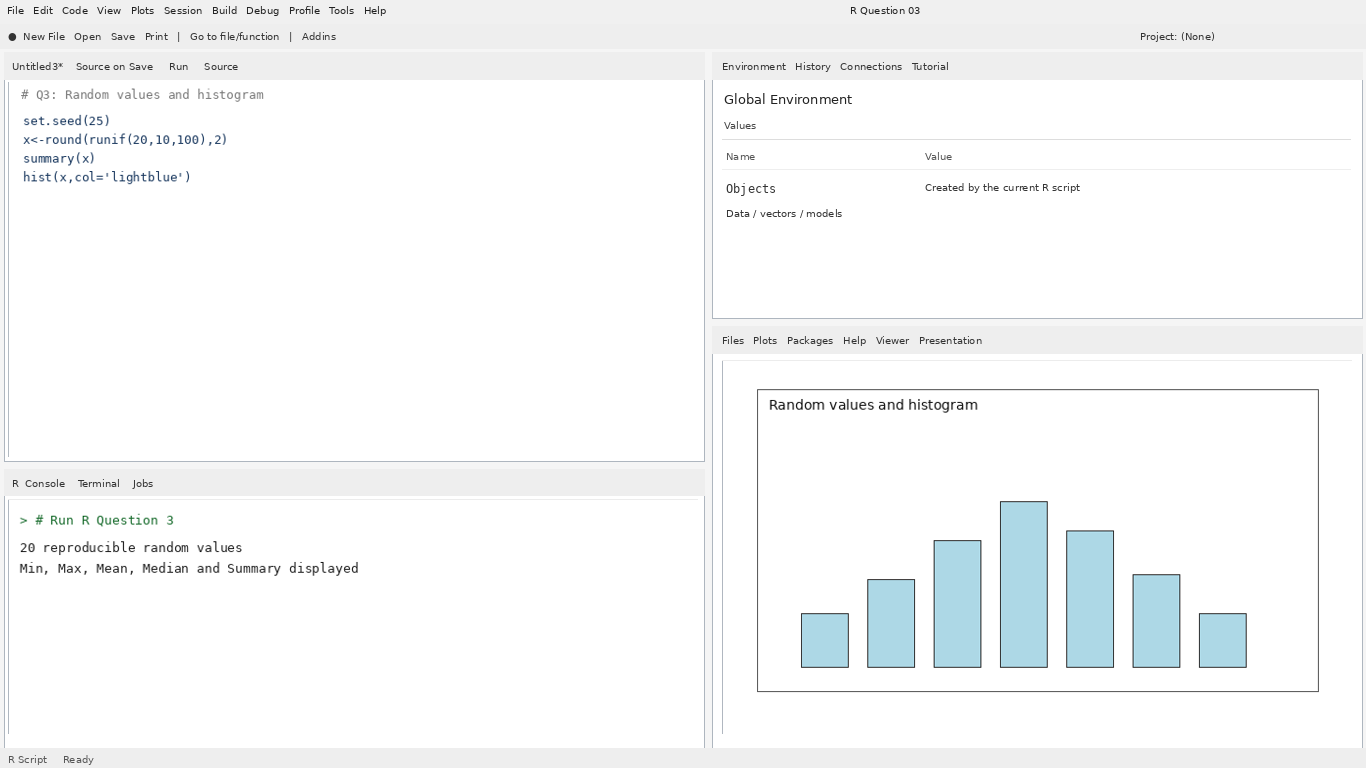 File Edit Code View Plots Session Build Debug Profile Tools Help
R Question 03
● New File Open Save Print | Go to file/function | Addins
Project: (None)
Untitled3* Source on Save Run Source
# Q3: Random values and histogram
set.seed(25)
x<-round(runif(20,10,100),2)
summary(x)
hist(x,col='lightblue')
R Console Terminal Jobs
> # Run R Question 3
20 reproducible random values
Min, Max, Mean, Median and Summary displayed
Environment History Connections Tutorial
Global Environment
Values
Name Value
Objects Created by the current R script
Data / vectors / models
Files Plots Packages Help Viewer Presentation
Random values and histogram
R Script Ready